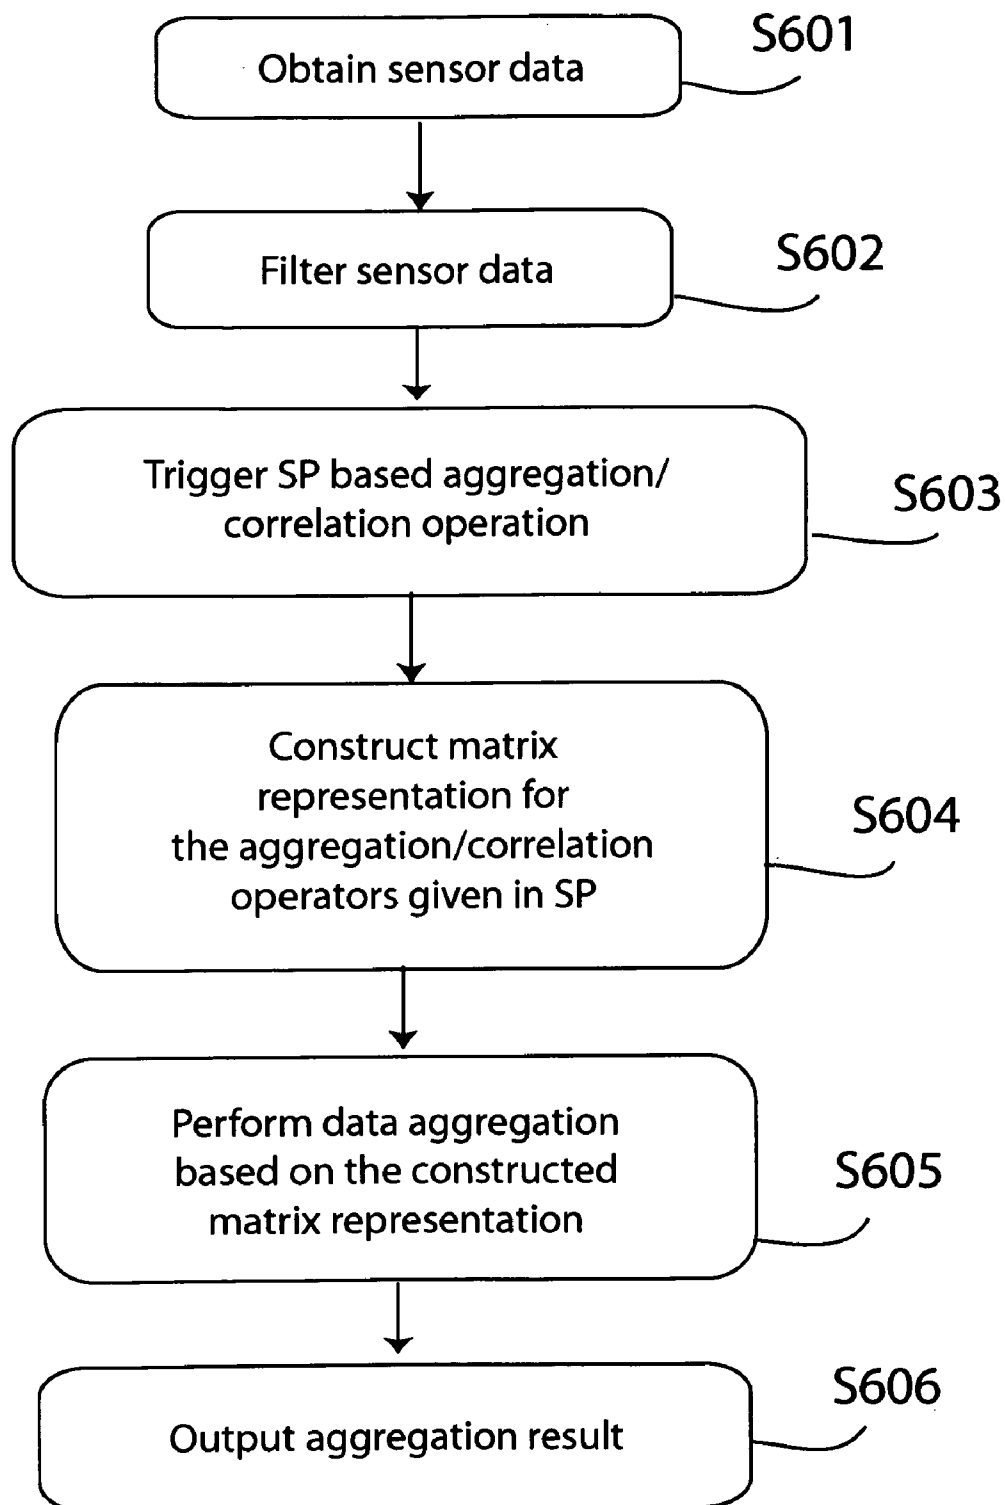 S601
Obtain sensor data
S602
Filter sensor data
S603
Trigger SP based aggregation/
correlation operation
S604
Construct matrix
representation for
the aggregation/correlation
operators given in SP
S605
Perform data aggregation
based on the constructed
matrix representation
S606
Output aggregation result